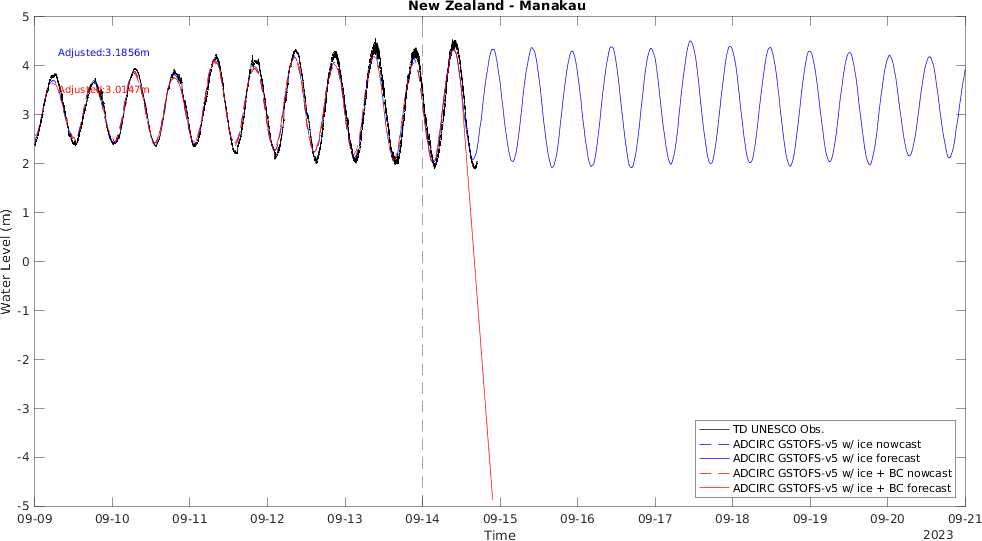 New Zealand - Manakau
Adjusted:3.1856m
Adjusted:3.0147m
Water Level (m)
5
4
3
2
1
0
-1
-2
-3
-4
-5
09-09
09-10
09-11
09-12
09-13
09-14
09-15
09-16
09-17
09-18
09-19
09-20
09-21
Time
2023
TD UNESCO Obs.
ADCIRC GSTOFS-v5 w/ ice nowcast
ADCIRC GSTOFS-v5 w/ ice forecast
ADCIRC GSTOFS-v5 w/ ice + BC nowcast
ADCIRC GSTOFS-v5 w/ ice + BC forecast